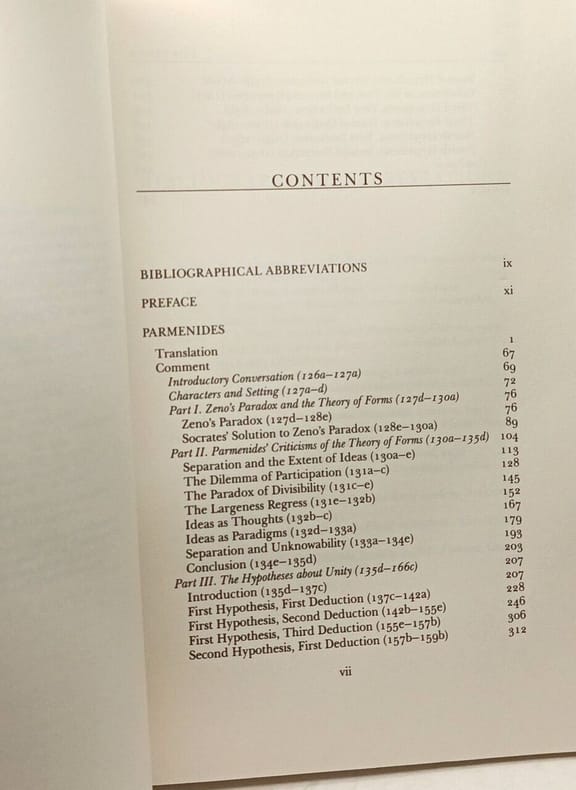 CONTENTS
BIBLIOGRAPHICAL ABBREVIATIONS ix
PREFACE xi
PARMENIDES
Translation 1
Comment 67
Introductory Conversation (126a–127a) 69
Characters and Setting (127a–d) 72
Part I. Zeno's Paradox and the Theory of Forms (127d–130a) 76
Zeno's Paradox (127d–128e) 76
Socrates' Solution to Zeno's Paradox (128e–130a) 89
Part II. Parmenides' Criticisms of the Theory of Forms (130a–135d) 104
Separation and the Extent of Ideas (130a–e) 113
The Dilemma of Participation (131a–c) 128
The Paradox of Divisibility (131c–e) 145
The Largeness Regress (131e–132b) 152
Ideas as Thoughts (132b–c) 167
Ideas as Paradigms (132d–133a) 179
Separation and Unknowability (133a–134e) 193
Conclusion (134e–135d) 203
Part III. The Hypotheses about Unity (135d–166c) 207
Introduction (135d–137c) 207
First Hypothesis, First Deduction (137c–142a) 228
First Hypothesis, Second Deduction (142b–155e) 246
First Hypothesis, Third Deduction (155e–157b) 306
Second Hypothesis, First Deduction (157b–159b) 312
vii